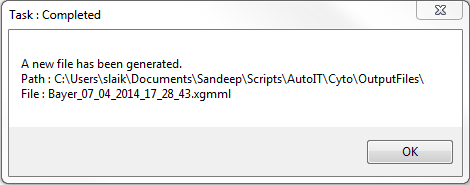 Task : Completed
A new file has been generated.
Path : C:\Users\slaik\Documents\Sandeep\Scripts\AutoIT\Cyto\OutputFiles\
File : Bayer_07_04_2014_17_28_43.xgmml
OK